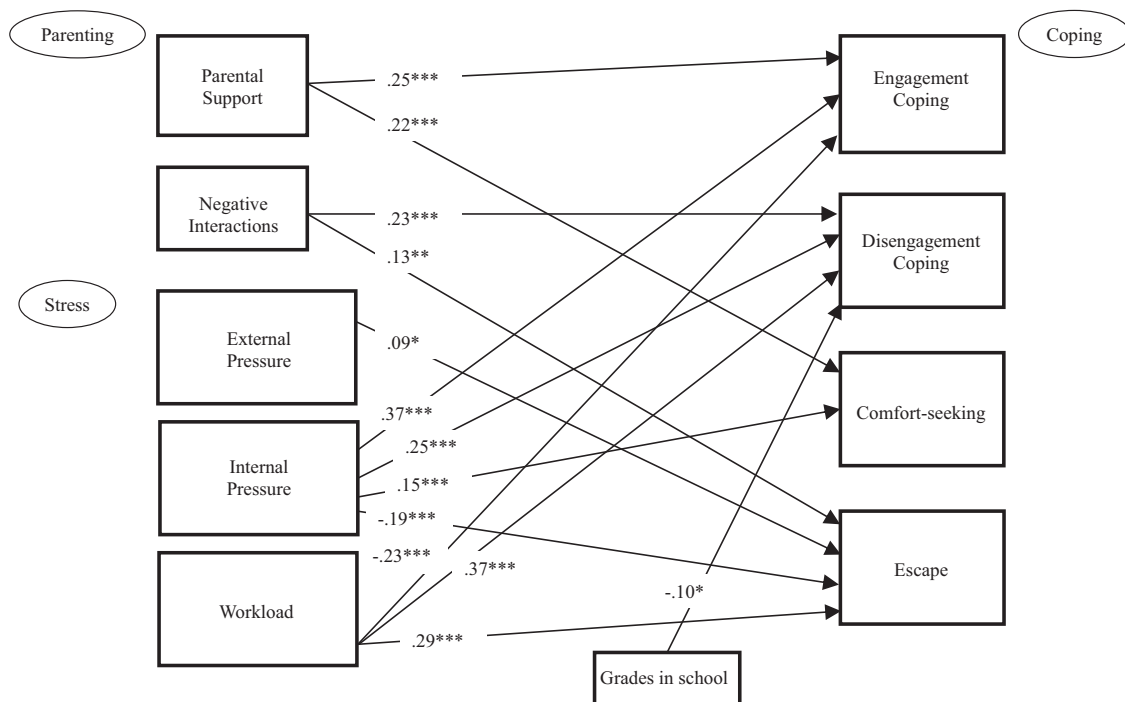 Parenting
Coping
Parental
Support
.25***
Engagement
Coping
.22***
Negative
Interactions
.23***
Disengagement
Coping
.13**
Stress
External
Pressure
.09*
Comfort-seeking
.37***
.25***
Internal
Pressure
.15***
-.19***
-.23***
.37***
Escape
-.10*
Workload
.29***
Grades in school